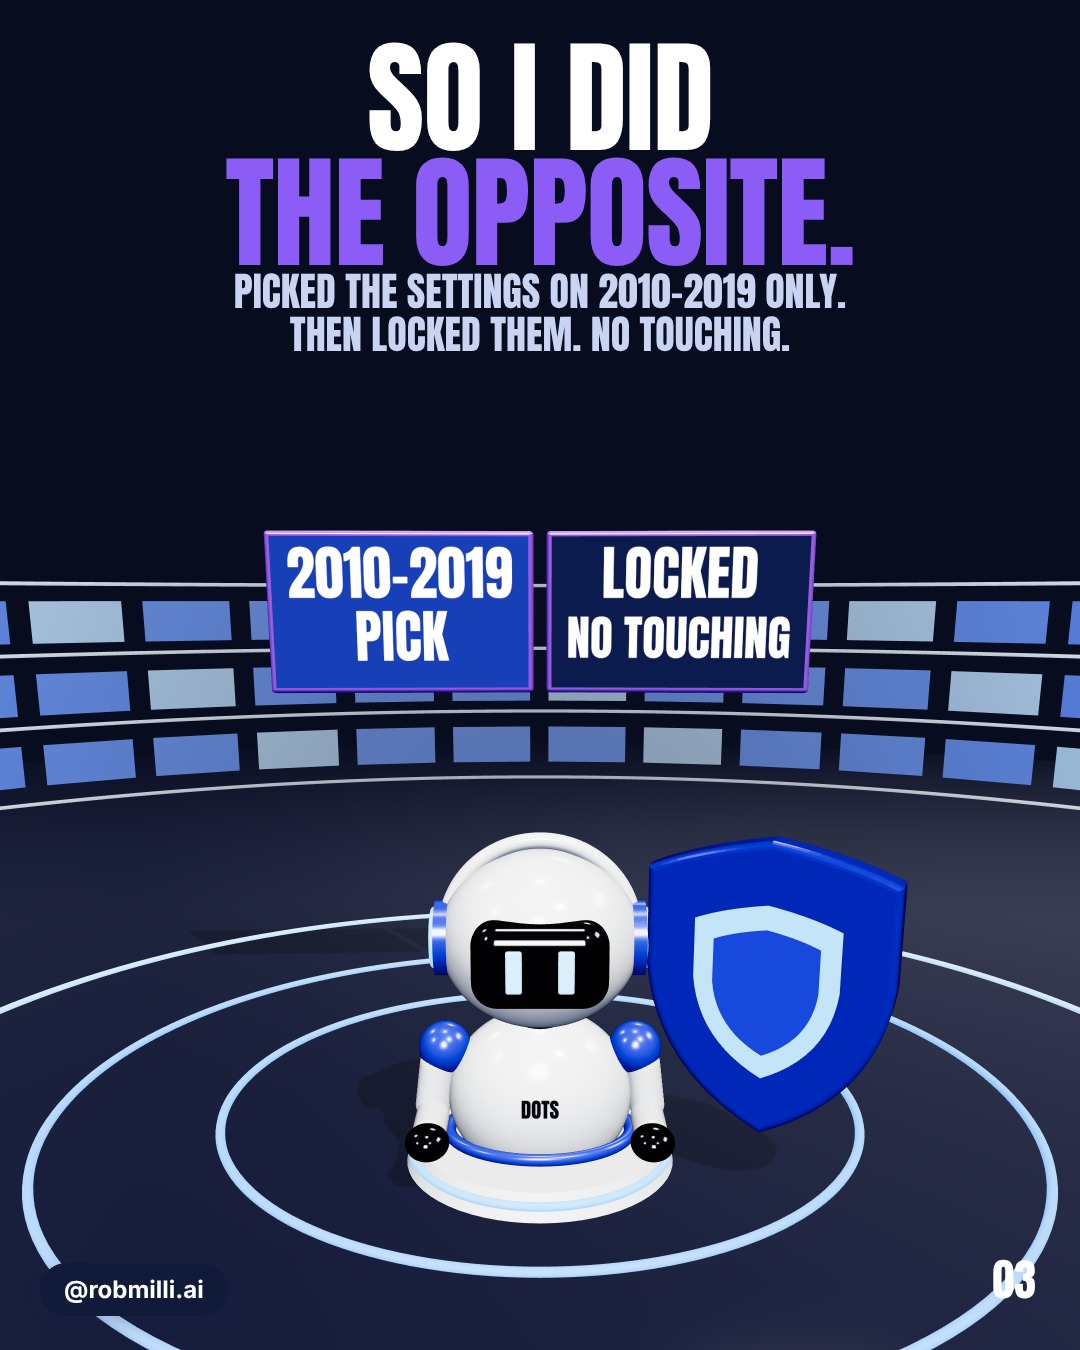 SO I DID
THE OPPOSITE.
PICKED THE SETTINGS ON 2010-2019 ONLY.
THEN LOCKED THEM. NO TOUCHING.
2010-2019
PICK
LOCKED
NO TOUCHING
DOTS
@robmilli.ai
03